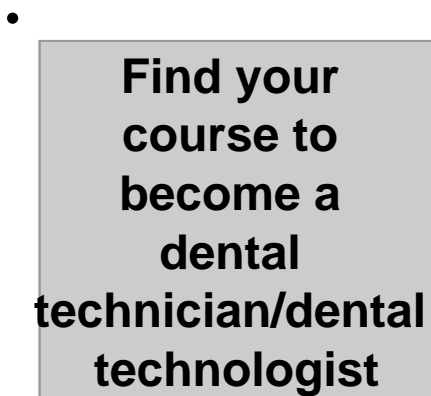 Find your
course to
become a
dental
technician/dental
technologist